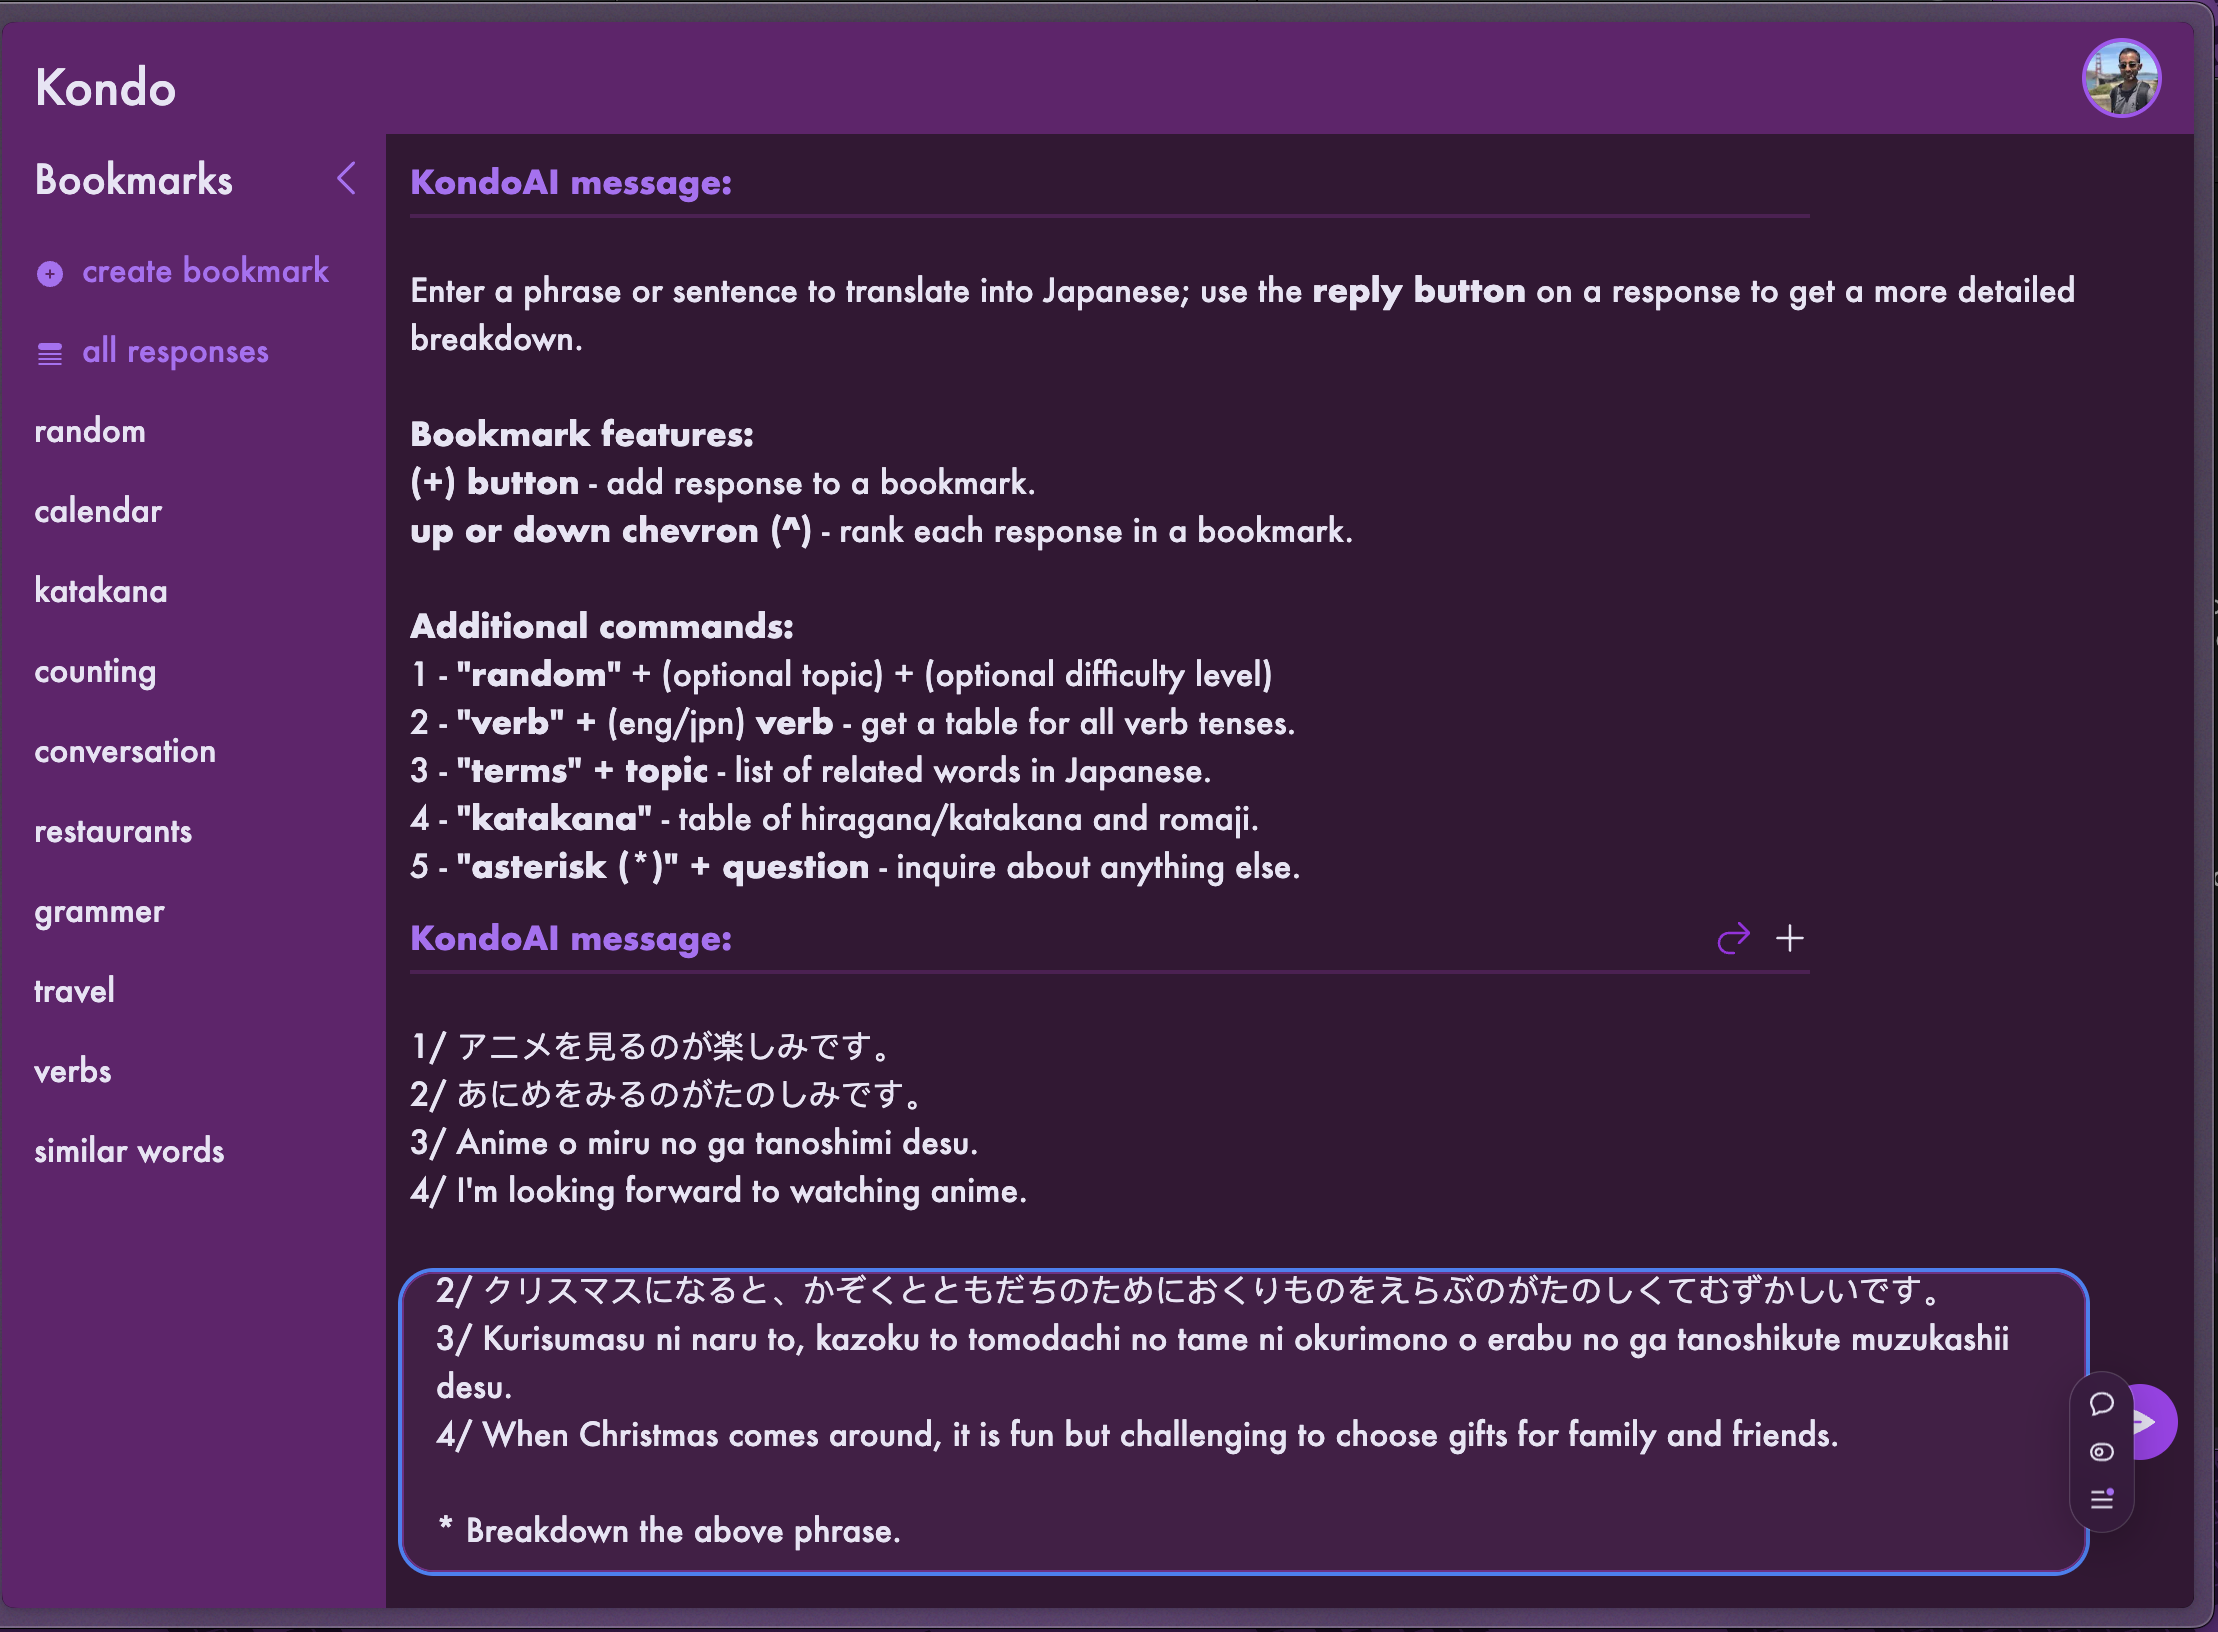 Kondo
Bookmarks
create bookmark
all responses
random
calendar
katakana
counting
conversation
restaurants
grammer
travel
verbs
similar words
KondoAI message:
Enter a phrase or sentence to translate into Japanese; use the reply button on a response to get a more detailed
breakdown.
Bookmark features:
(+) button - add response to a bookmark.
up or down chevron (^) - rank each response in a bookmark.
Additional commands:
1 - "random" + (optional topic) + (optional difficulty level)
2 - "verb" + (eng/jpn) verb - get a table for all verb tenses.
3 - "terms" + topic - list of related words in Japanese.
4 - "katakana" - table of hiragana/katakana and romaji.
5 - "asterisk (*)" + question - inquire about anything else.
KondoAI message:
1/ アニメを見るのが楽しみです。
2/ あにめをみるのがたのしみです。
3/ Anime o miru no ga tanoshimi desu.
4/ I'm looking forward to watching anime.
2/ クリスマスになると、かぞくとともだちのためにおくりものをえらぶのがたのしくてむずかしいです。
3/ Kurisumasu ni naru to, kazoku to tomodachi no tame ni okurimono o erabu no ga tanoshikute muzukashii
desu.
4/ When Christmas comes around, it is fun but challenging to choose gifts for family and friends.
* Breakdown the above phrase.